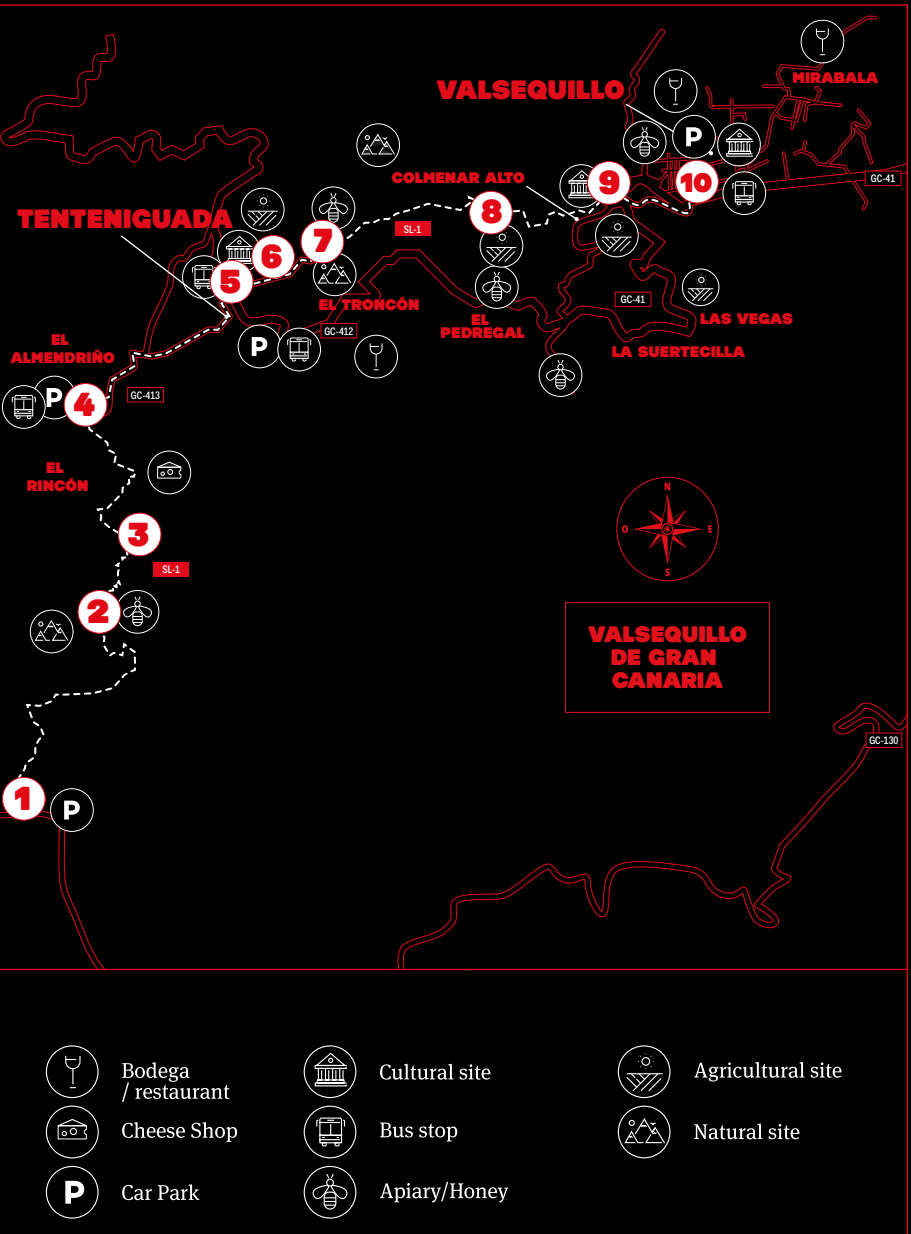 MIRABALA
VALSEQUILLO
P
GC-41
COLMENAR ALTO
9
10
8
TENTENIGUADA
7
SL-1
6
5
EL TRONCÓN
GC-41
EL
PEDREGAL
LAS VEGAS
GC-412
EL
ALMENDRIÑO
P
LA SUERTECILLA
P
4
GC-413
EL
RINCÓN
N
O
E
S
3
SL-1
2
VALSEQUILLO
DE GRAN
CANARIA
GC-130
1
P
Bodega
/ restaurant
Cultural site
Agricultural site
Cheese Shop
Bus stop
Natural site
P
Car Park
Apiary/Honey